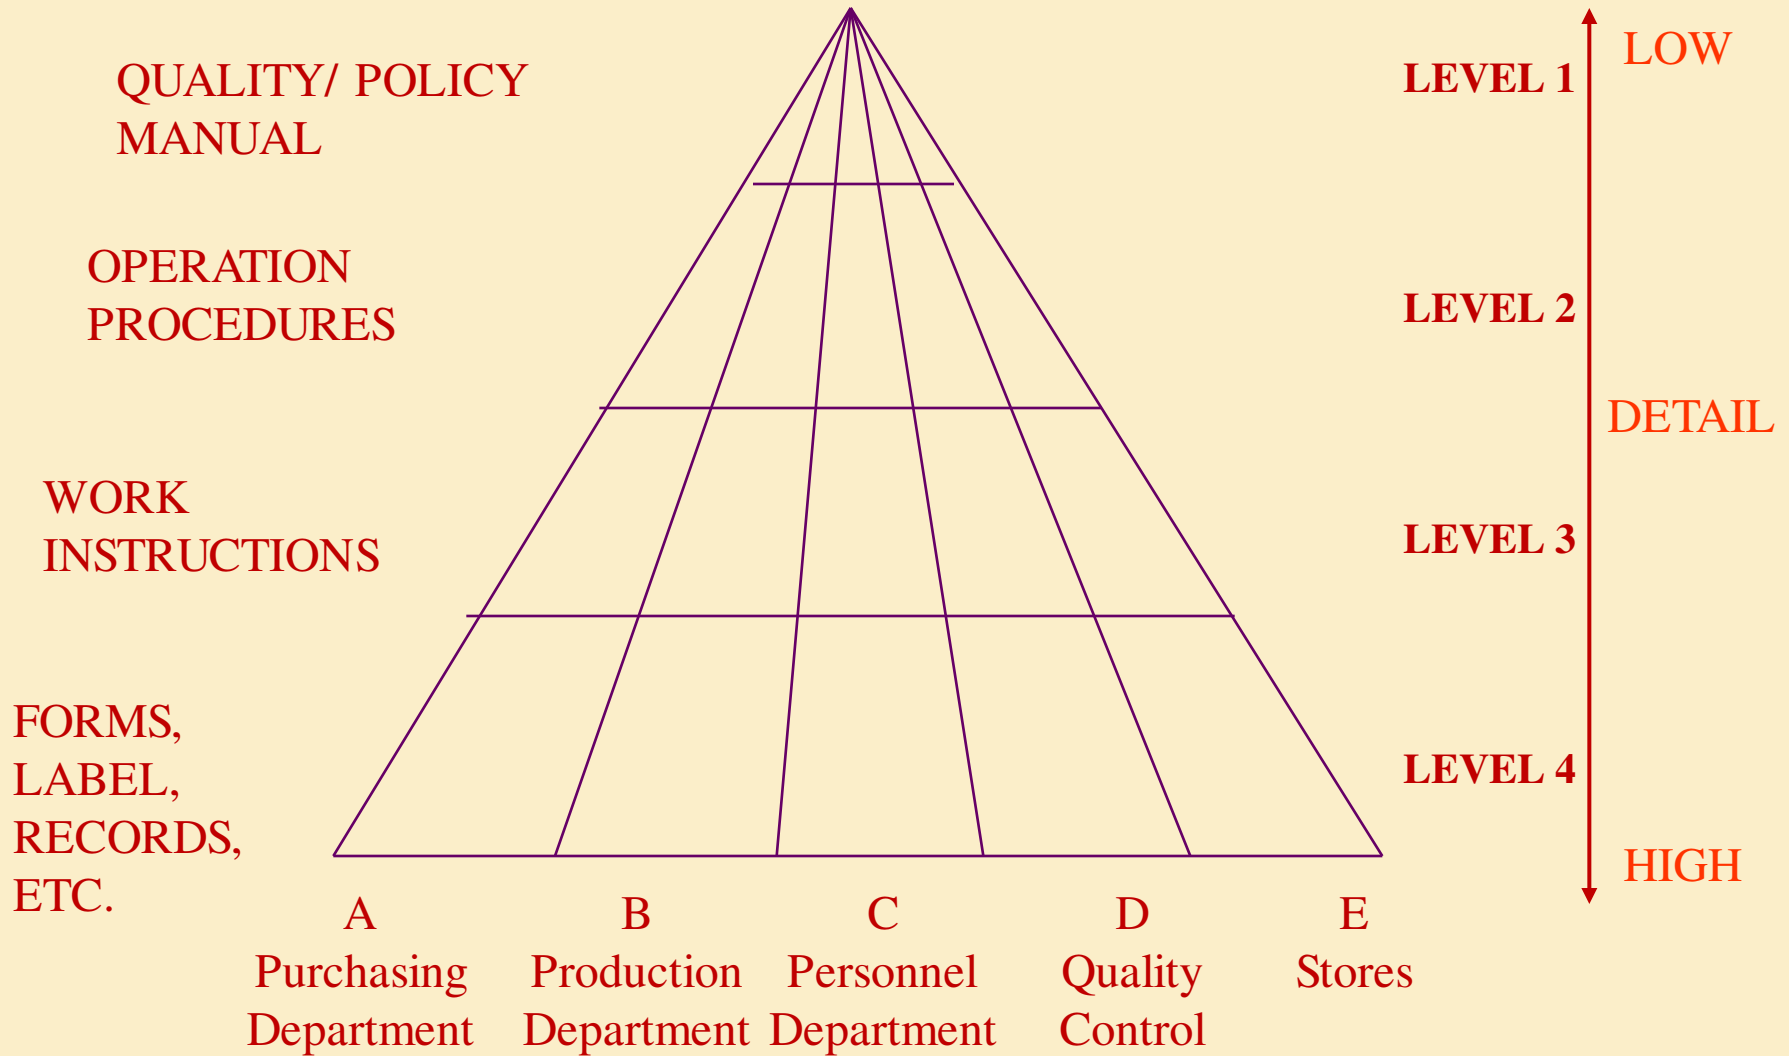 QUALITY/ POLICY
MANUAL
LEVEL 1
LOW
OPERATION
PROCEDURES
LEVEL 2
DETAIL
WORK
INSTRUCTIONS
LEVEL 3
FORMS,
LABEL,
RECORDS,
ETC.
LEVEL 4
HIGH
A
Purchasing
Department
B
Production
Department
C
Personnel
Department
D
Quality
Control
E
Stores